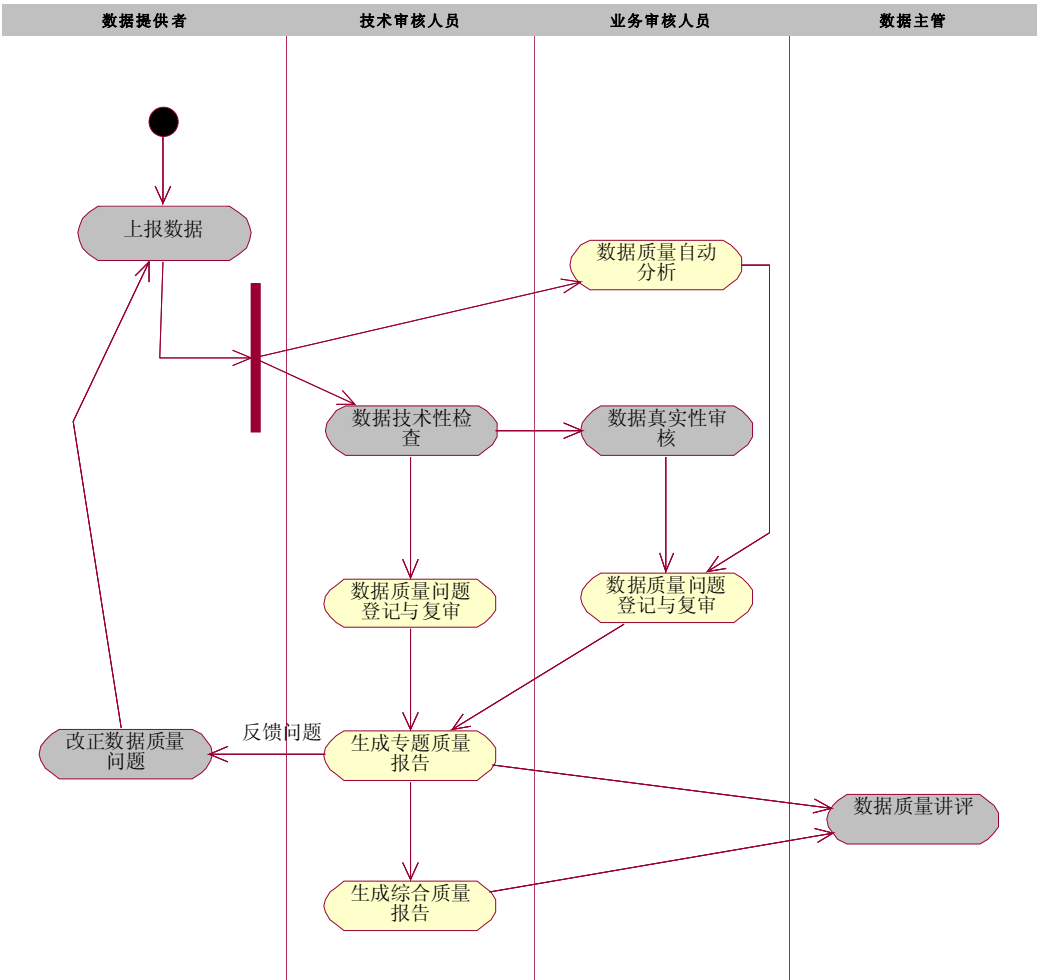 数据提供者
技术审核人员
业务审核人员
数据主管
上报数据
数据质量自动
分析
数据技术性检
查
数据真实性审
核
数据质量问题
登记与复审
数据质量问题
登记与复审
反馈问题
改正数据质量
问题
生成专题质量
报告
数据质量讲评
生成综合质量
报告